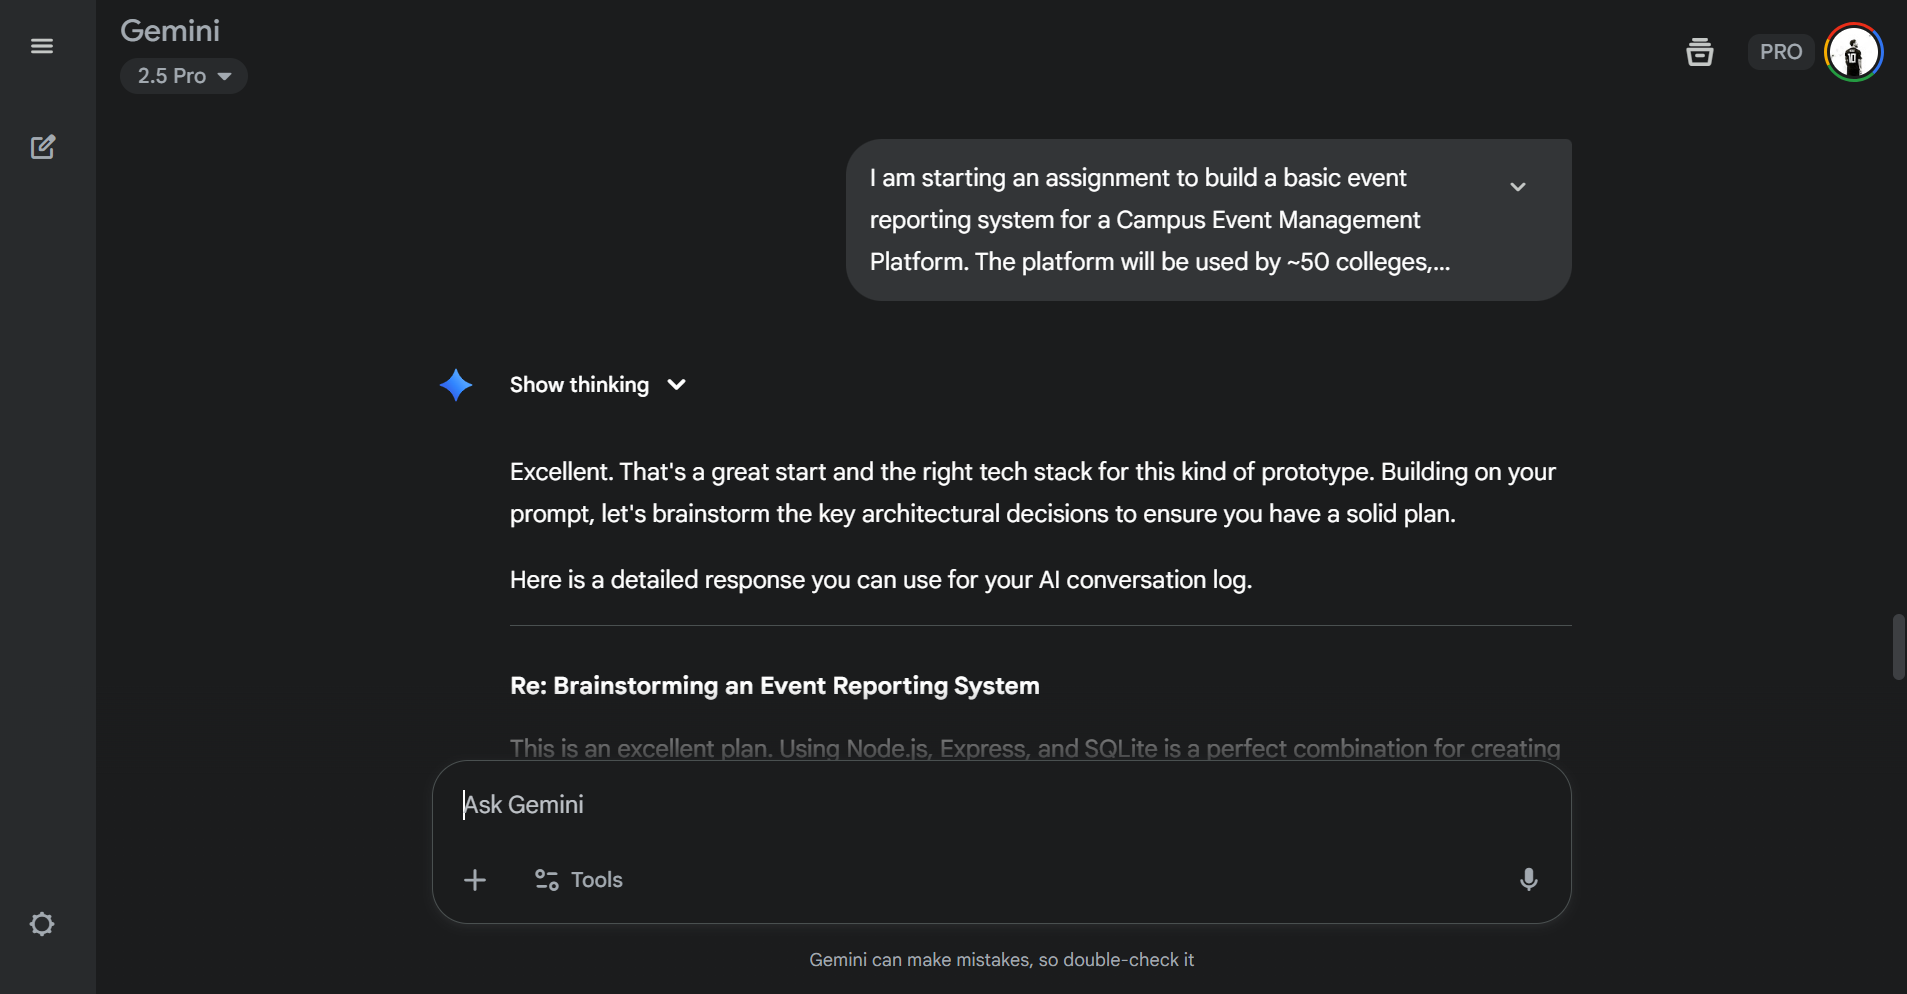 Gemini
2.5 Pro
PRO
I am starting an assignment to build a basic event
reporting system for a Campus Event Management
Platform. The platform will be used by ~50 colleges,...
Show thinking
Excellent. That's a great start and the right tech stack for this kind of prototype. Building on your
prompt, let's brainstorm the key architectural decisions to ensure you have a solid plan.
Here is a detailed response you can use for your AI conversation log.
Re: Brainstorming an Event Reporting System
This is an excellent plan. Using Node.js, Express, and SQLite is a perfect combination for creating
Ask Gemini
Tools
Gemini can make mistakes, so double-check it